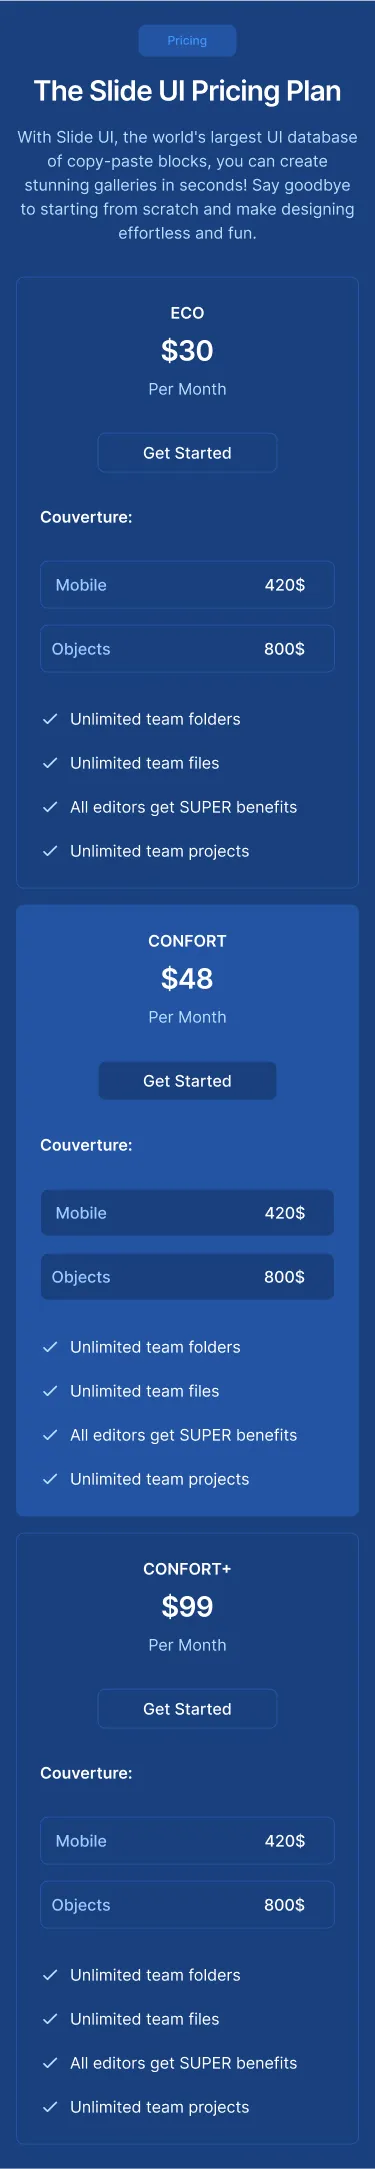 Pricing
The Slide UI Pricing Plan
With Slide UI, the world's largest UI database
of copy-paste blocks, you can create
stunning galleries in seconds! Say goodbye
to starting from scratch and make designing
effortless and fun.
ECO
$30
Per Month
Get Started
Couverture:
Mobile 420$
Objects 800$
Unlimited team folders
Unlimited team files
All editors get SUPER benefits
Unlimited team projects
CONFORT
$48
Per Month
Get Started
Couverture:
Mobile 420$
Objects 800$
Unlimited team folders
Unlimited team files
All editors get SUPER benefits
Unlimited team projects
CONFORT+
$99
Per Month
Get Started
Couverture:
Mobile 420$
Objects 800$
Unlimited team folders
Unlimited team files
All editors get SUPER benefits
Unlimited team projects